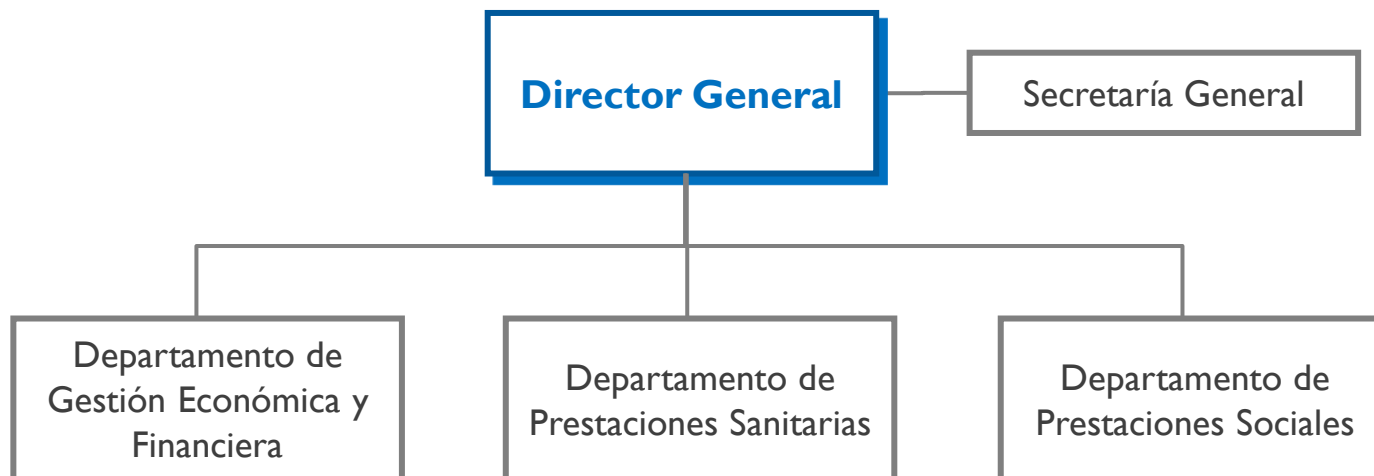 Director General
Secretaría General
Departamento de
Gestión Económica y
Financiera
Departamento de
Prestaciones Sanitarias
Departamento de
Prestaciones Sociales